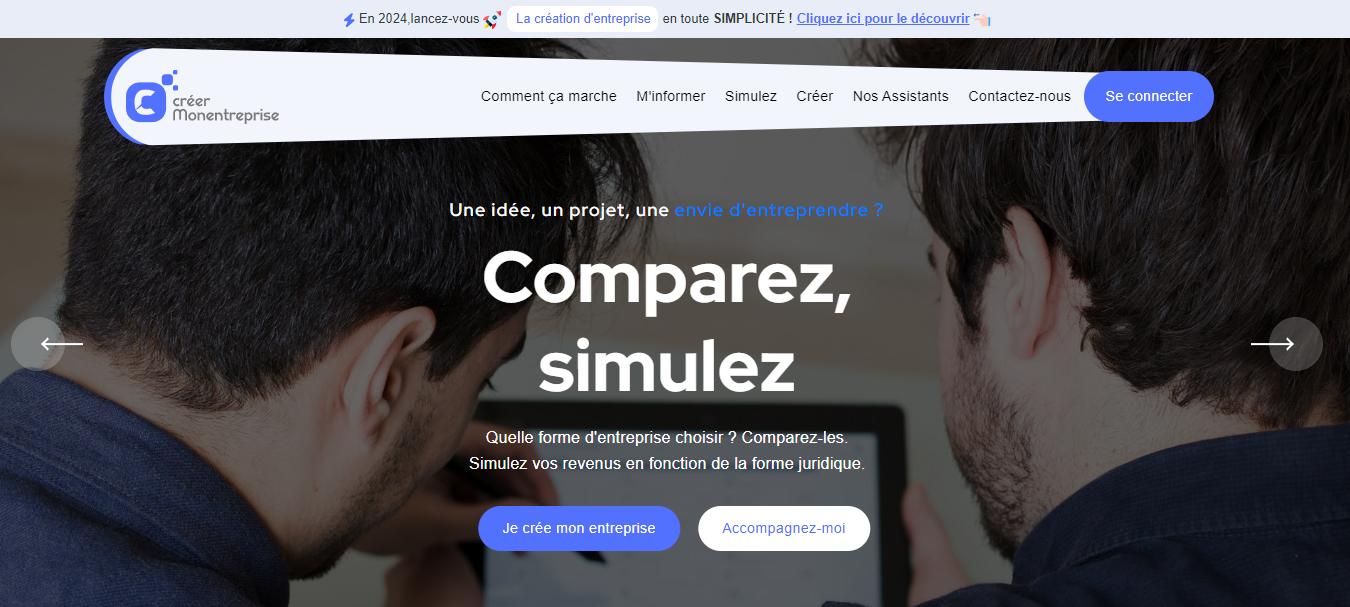 En 2024,lancez-vous 🚀 La création d'entreprise en toute SIMPLICITÉ ! Cliquez ici pour le découvrir
créer
Monentreprise
Comment ça marche M'informer Simulez Créer Nos Assistants Contactez-nous Se connecter
Une idée, un projet, une envie d'entreprendre ?
Comparez,
simulez
Quelle forme d'entreprise choisir ? Comparez-les.
Simulez vos revenus en fonction de la forme juridique.
Je crée mon entreprise Accompagnez-moi